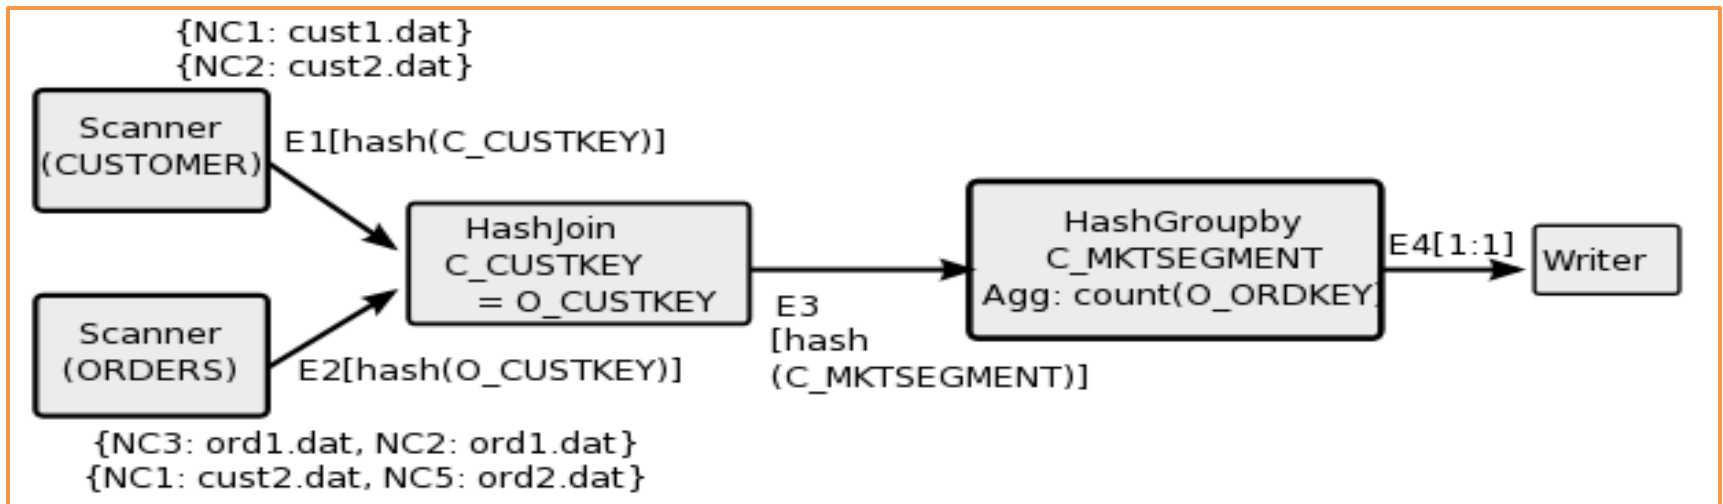 {NC1: cust1.dat}
{NC2: cust2.dat}
Scanner
(CUSTOMER)
E1[hash(C_CUSTKEY)]
HashJoin
C_CUSTKEY
= O_CUSTKEY
Scanner
(ORDERS)
E2[hash(O_CUSTKEY)]
{NC3: ord1.dat, NC2: ord1.dat}
{NC1: cust2.dat, NC5: ord2.dat}
E3
[hash
(C_MKTSEGMENT)]
HashGroupby
C_MKTSEGMENT
Agg: count(O_ORDKEY)
E4[1:1]
Writer